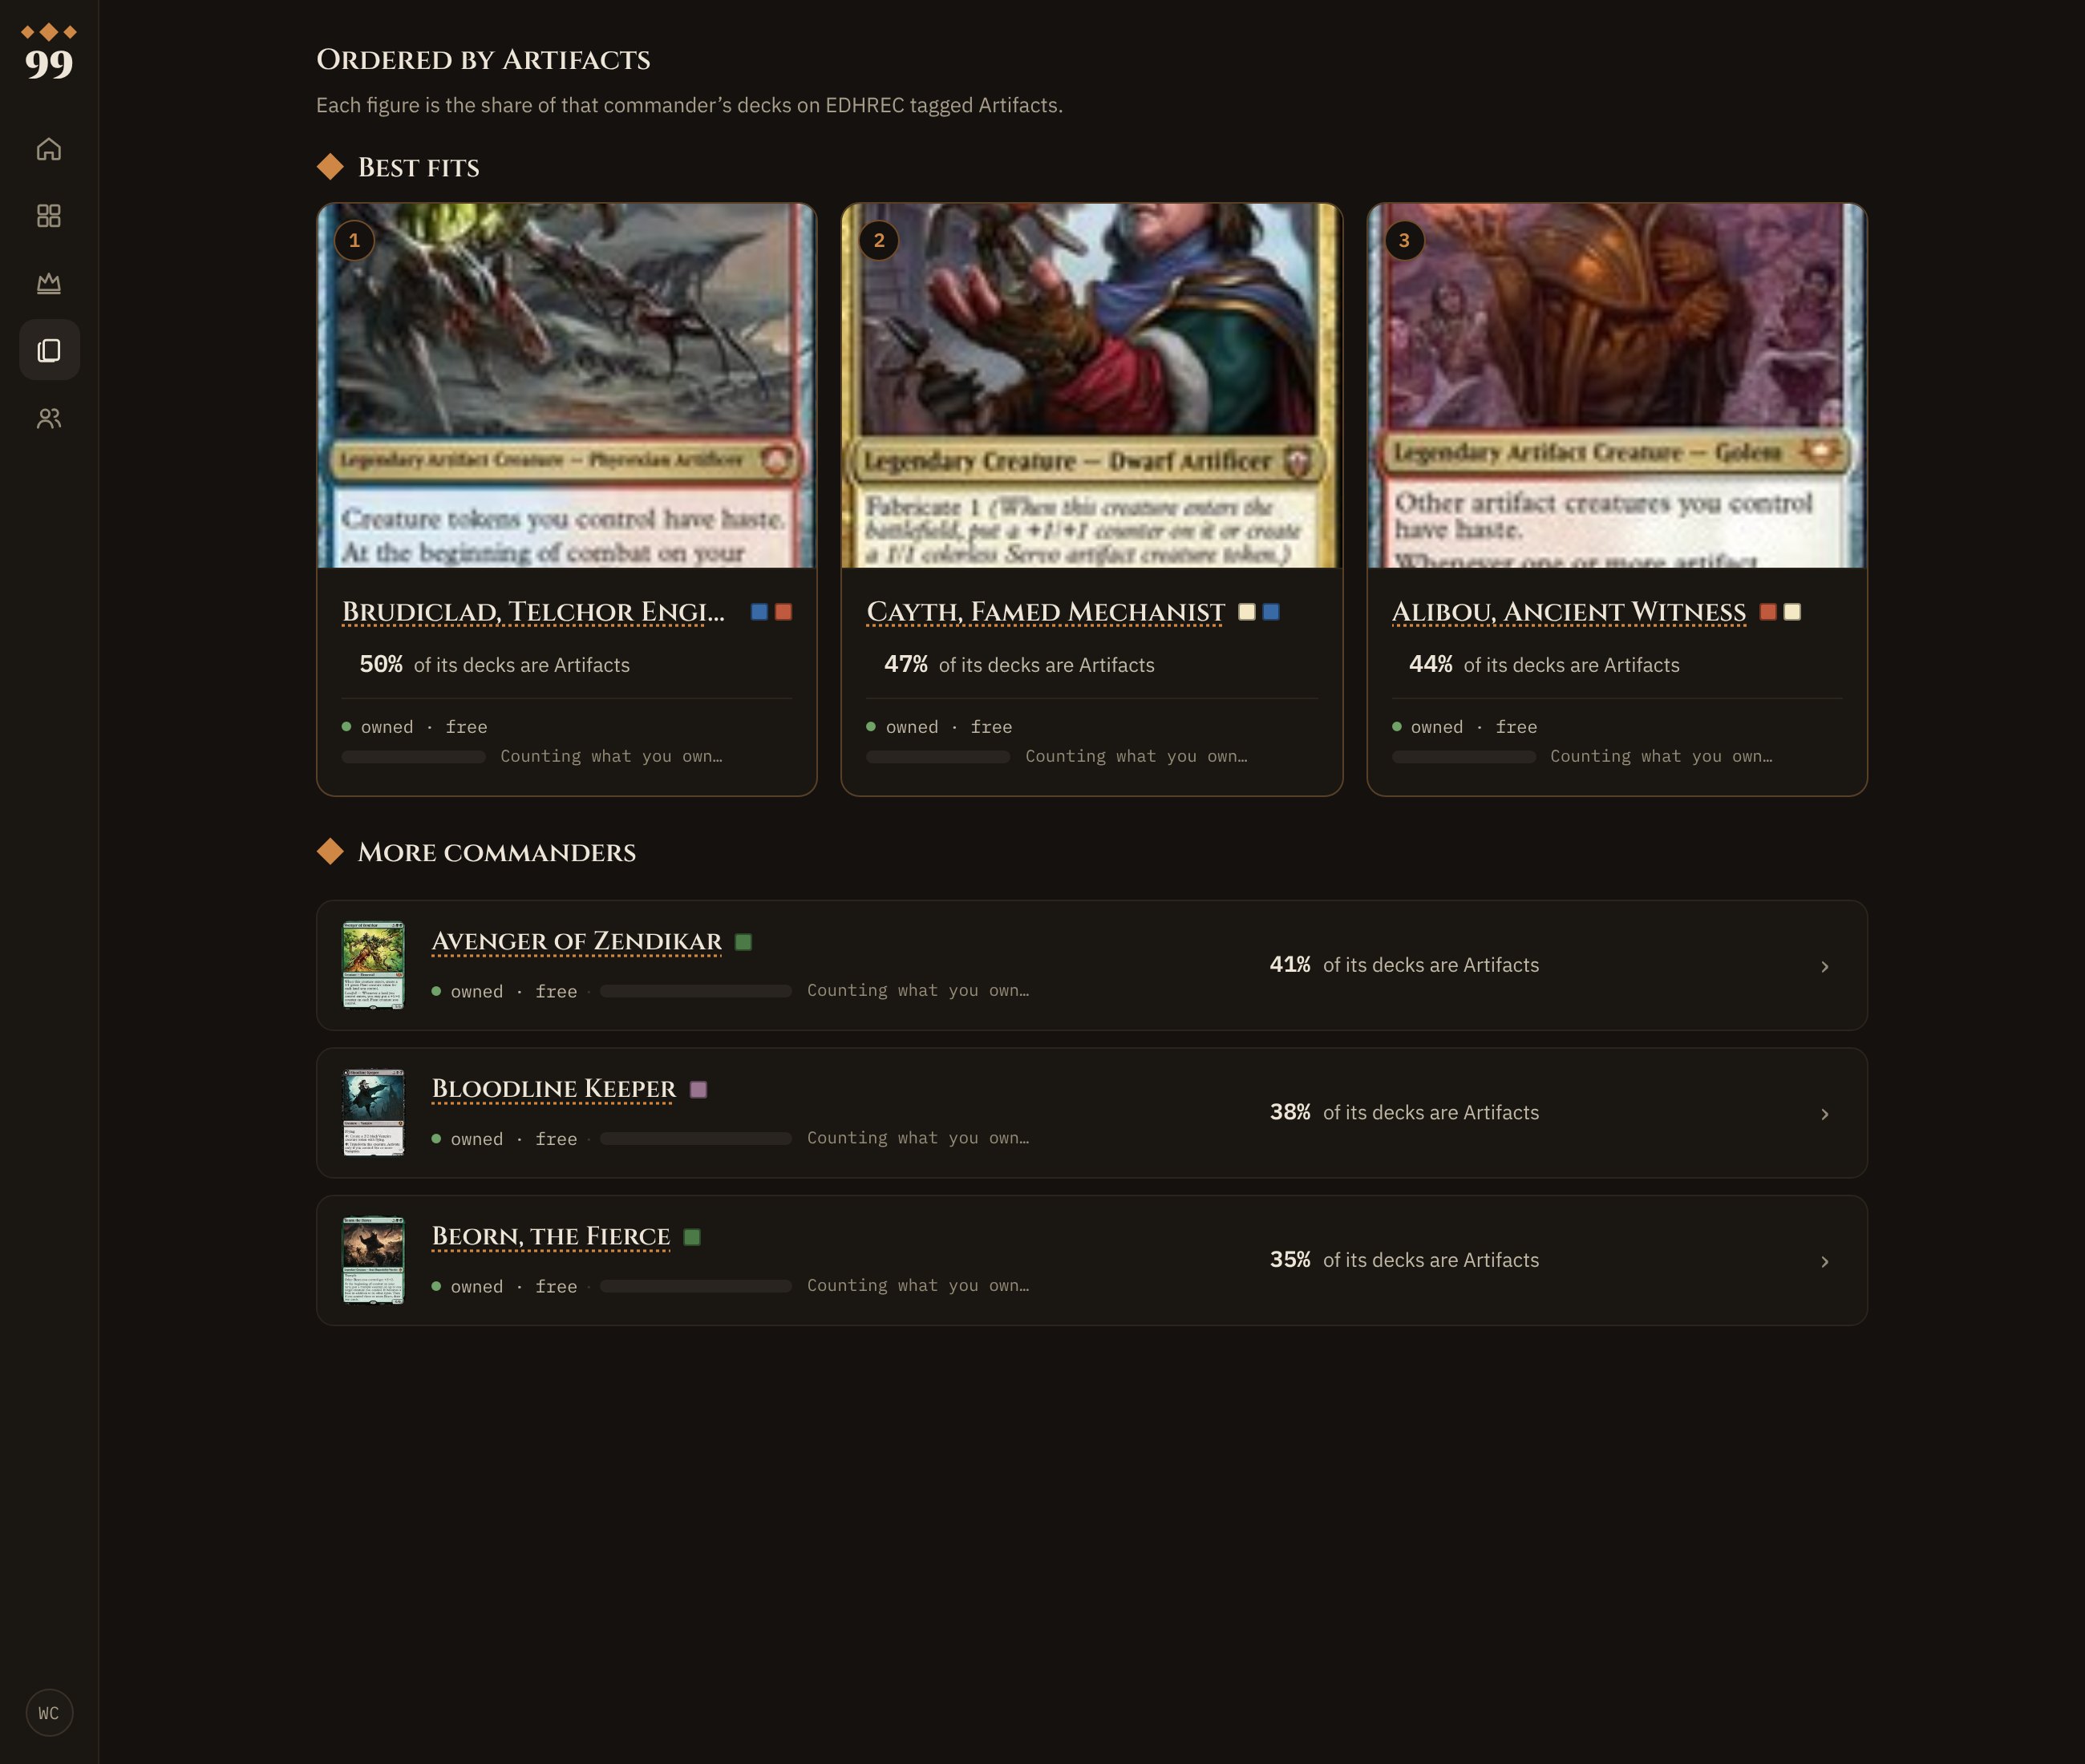 99
Ordered by Artifacts
Each figure is the share of that commander’s decks on EDHREC tagged Artifacts.
Best fits
1
Legendary Artifact Creature — Phyrexian Artificer
Creature tokens you control have haste.
At the beginning of combat on your
Brudiclad, Telchor Engi...
50% of its decks are Artifacts
owned · free
Counting what you own…
2
Legendary Creature — Dwarf Artificer
Fabricate 1 (When this creature enters the
battlefield, put a +1/+1 counter on it or create
a 1/1 colorless Servo artifact creature token.)
Cayth, Famed Mechanist
47% of its decks are Artifacts
owned · free
Counting what you own…
3
Legendary Artifact Creature — Golem
Other artifact creatures you control
have haste.
Whenever one or more artifact
Alibou, Ancient Witness
44% of its decks are Artifacts
owned · free
Counting what you own…
More commanders
Avenger of Zendikar
owned · free · Counting what you own…
41% of its decks are Artifacts
Bloodline Keeper
owned · free · Counting what you own…
38% of its decks are Artifacts
Beorn, the Fierce
owned · free · Counting what you own…
35% of its decks are Artifacts
WC